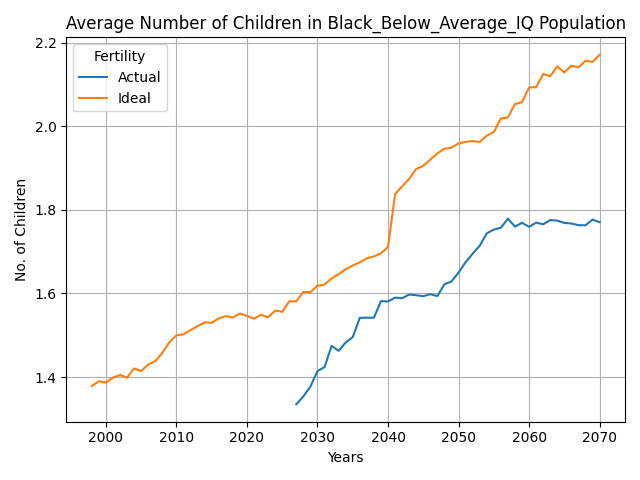 Average Number of Children in Black_Below_Average_IQ Population
2.2
2.0
1.8
1.6
1.4
No. of Children
Fertility
Actual
Ideal
2000 2010 2020 2030 2040 2050 2060 2070
Years